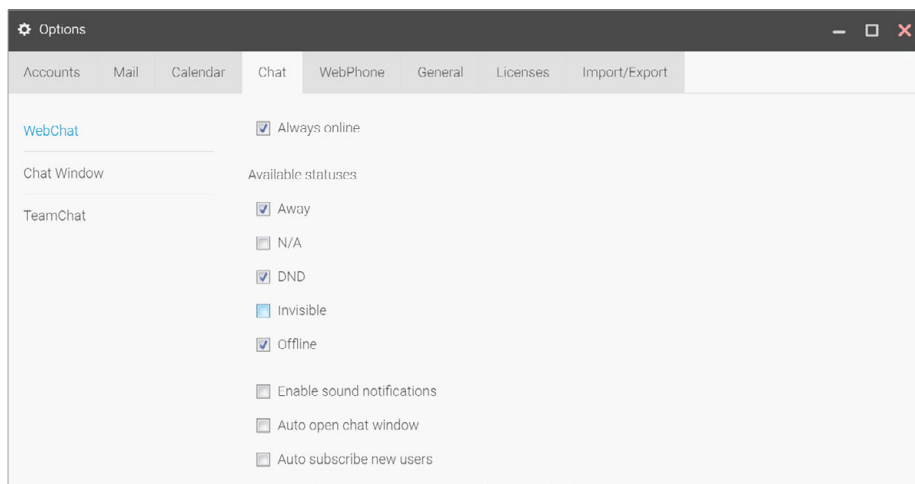 Options
Accounts Mail Calendar Chat WebPhone General Licenses Import/Export
WebChat
Chat Window
TeamChat
Always online
Available statuses
Away
N/A
DND
Invisible
Offline
Enable sound notifications
Auto open chat window
Auto subscribe new users